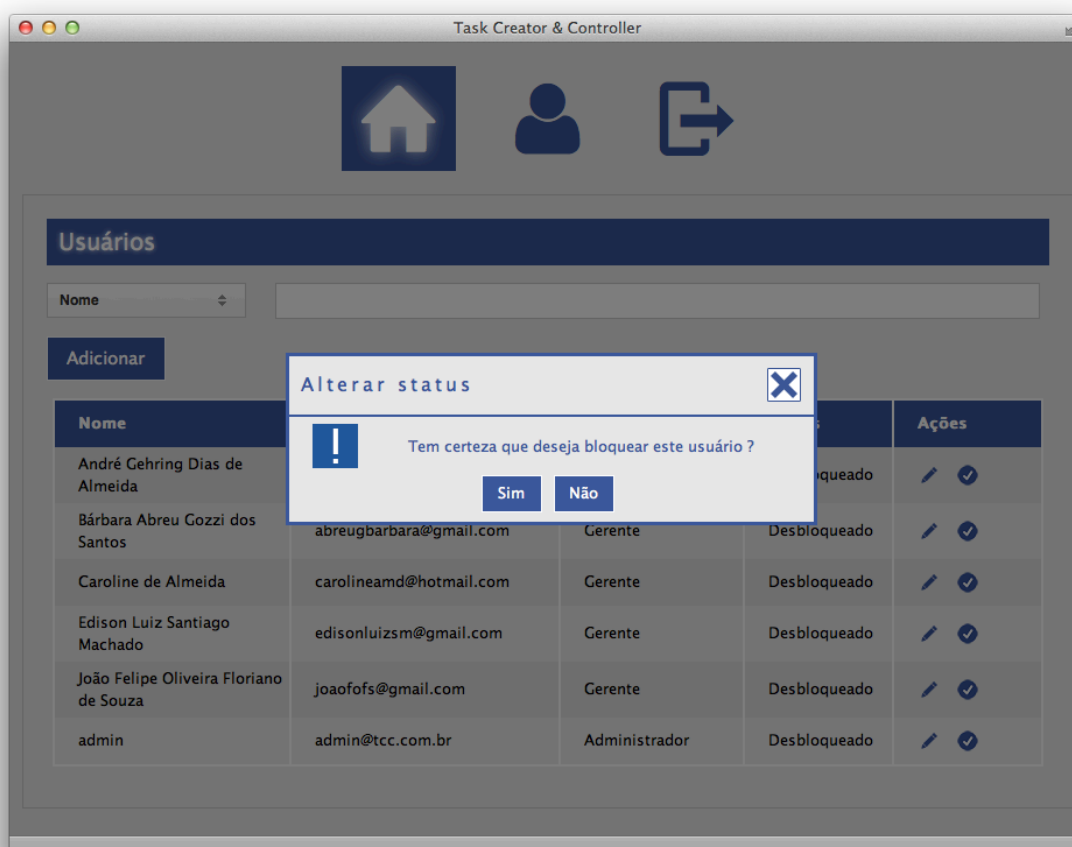 Task Creator & Controller
Usuários
Nome
Adicionar
Alterar status
Tem certeza que deseja bloquear este usuário ?
Sim Não
Nome Ações
André Gehring Dias de
Almeida
Bárbara Abreu Gozzi dos
Santos
abreugbarbara@gmail.com Gerente Desbloqueado
Caroline de Almeida carolineamd@hotmail.com Gerente Desbloqueado
Edison Luiz Santiago
Machado
edisonluizsm@gmail.com Gerente Desbloqueado
João Felipe Oliveira Floriano
de Souza
joaofofs@gmail.com Gerente Desbloqueado
admin admin@tcc.com.br Administrador Desbloqueado